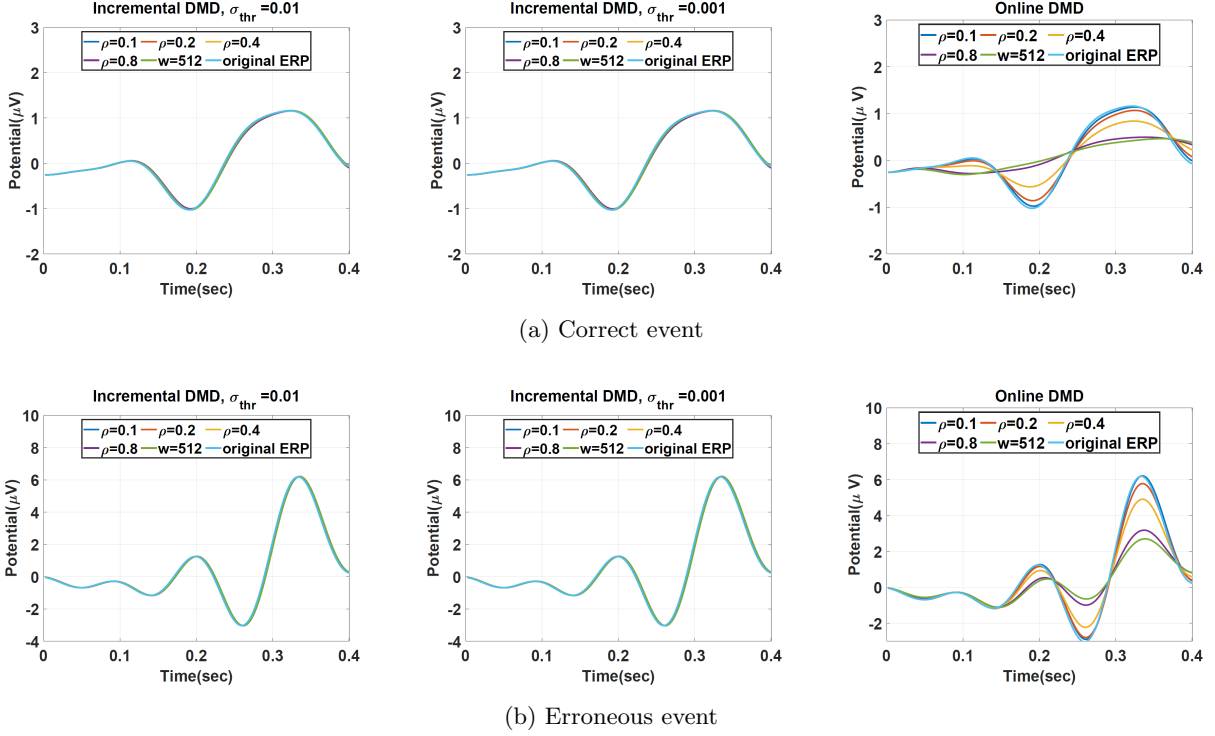 Incremental DMD, σthr =0.01
ρ=0.1 ρ=0.2 ρ=0.4
ρ=0.8 w=512 original ERP
Potential(μV)
3
2
1
0
-1
-2
0 0.1 0.2 0.3 0.4
Time(sec)
Incremental DMD, σthr =0.001
ρ=0.1 ρ=0.2 ρ=0.4
ρ=0.8 w=512 original ERP
Potential(μV)
3
2
1
0
-1
-2
0 0.1 0.2 0.3 0.4
Time(sec)
Online DMD
ρ=0.1 ρ=0.2 ρ=0.4
ρ=0.8 w=512 original ERP
Potential(μ V)
3
2
1
0
-1
-2
0 0.1 0.2 0.3 0.4
Time(sec)
(a) Correct event
Incremental DMD, σthr =0.01
ρ=0.1 ρ=0.2 ρ=0.4
ρ=0.8 w=512 original ERP
Potential(μV)
10
8
6
4
2
0
-2
-4
0 0.1 0.2 0.3 0.4
Time(sec)
Incremental DMD, σthr =0.001
ρ=0.1 ρ=0.2 ρ=0.4
ρ=0.8 w=512 original ERP
Potential(μV)
10
8
6
4
2
0
-2
-4
0 0.1 0.2 0.3 0.4
Time(sec)
Online DMD
ρ=0.1 ρ=0.2 ρ=0.4
ρ=0.8 w=512 original ERP
Potential(μ V)
10
8
6
4
2
0
-2
0 0.1 0.2 0.3 0.4
Time(sec)
(b) Erroneous event